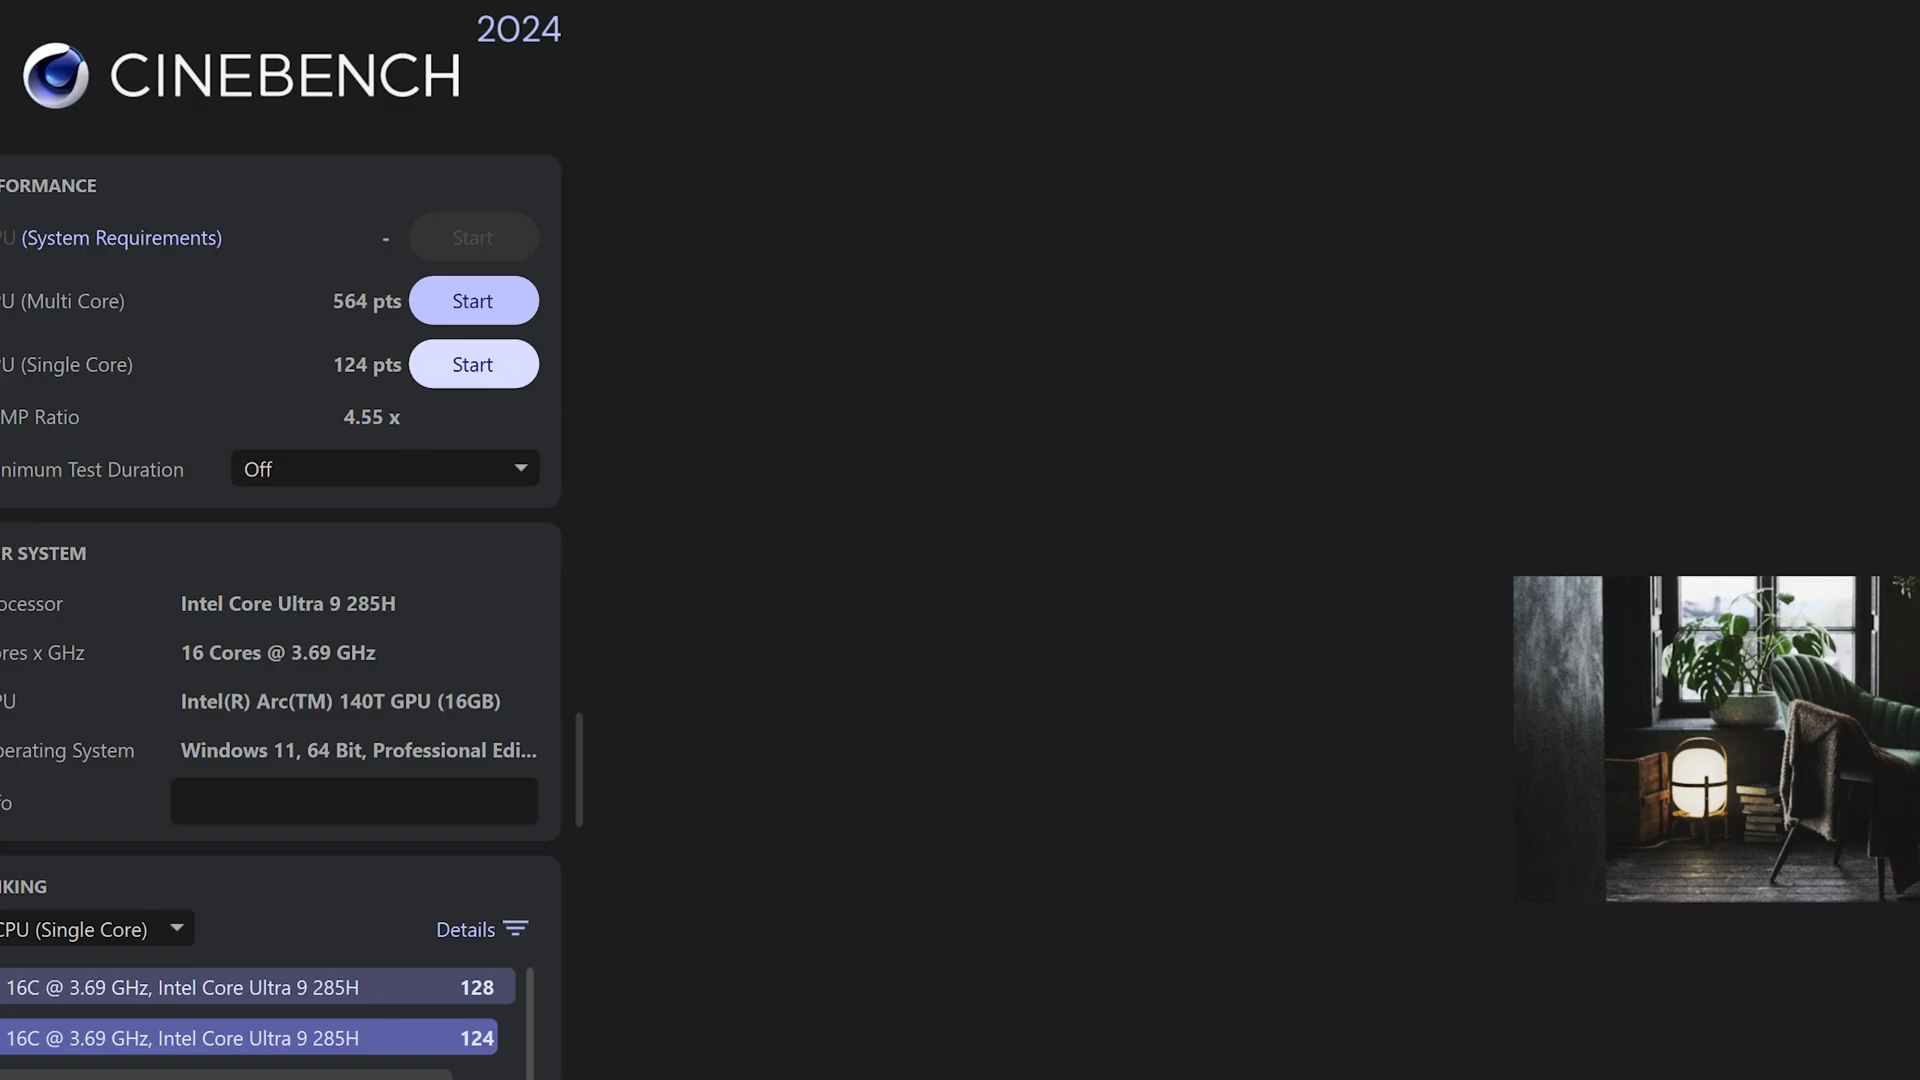 2024
CINEBENCH
FORMANCE
PU (System Requirements) - Start
U (Multi Core) 564 pts Start
U (Single Core) 124 pts Start
MP Ratio 4.55 x
nimum Test Duration Off
R SYSTEM
ocessor Intel Core Ultra 9 285H
res x GHz 16 Cores @ 3.69 GHz
PU Intel(R) Arc(TM) 140T GPU (16GB)
perating System Windows 11, 64 Bit, Professional Edi...
fo
KING
CPU (Single Core) Details
16C @ 3.69 GHz, Intel Core Ultra 9 285H 128
16C @ 3.69 GHz, Intel Core Ultra 9 285H 124